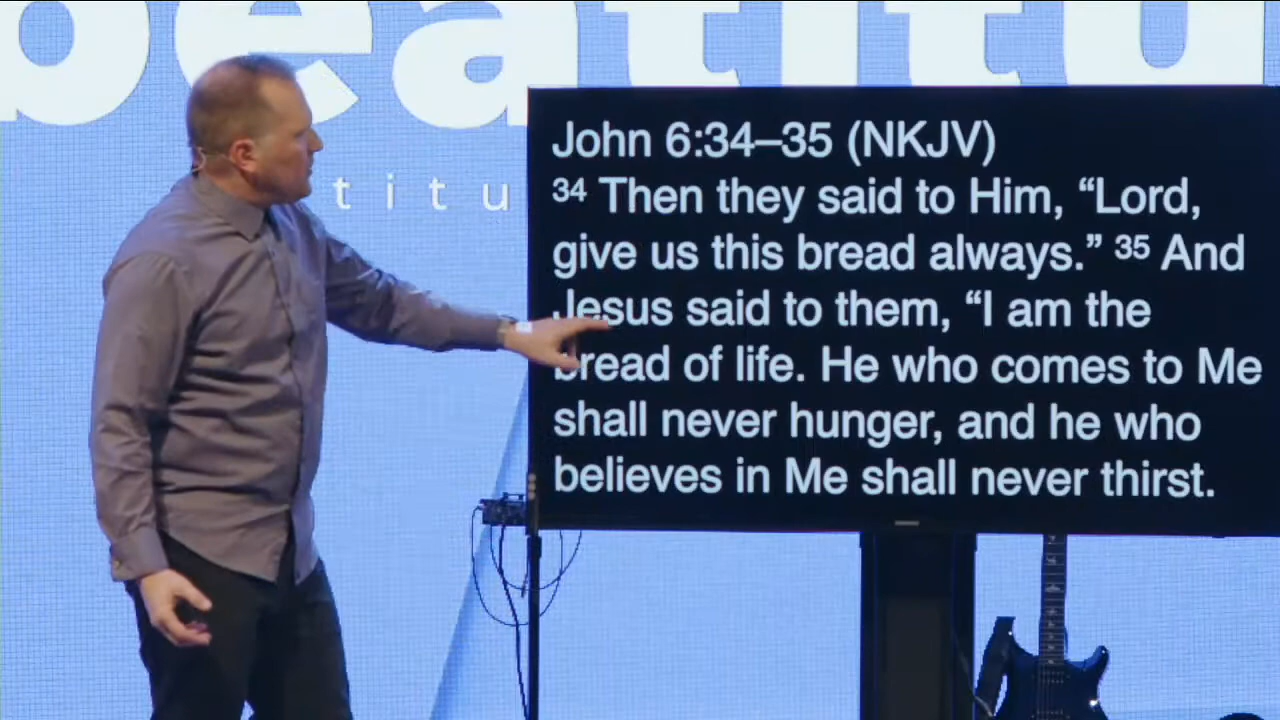 beatitu
titu
John 6:34–35 (NKJV)
34 Then they said to Him, “Lord,
give us this bread always.” 35 And
Jesus said to them, “I am the
bread of life. He who comes to Me
shall never hunger, and he who
believes in Me shall never thirst.